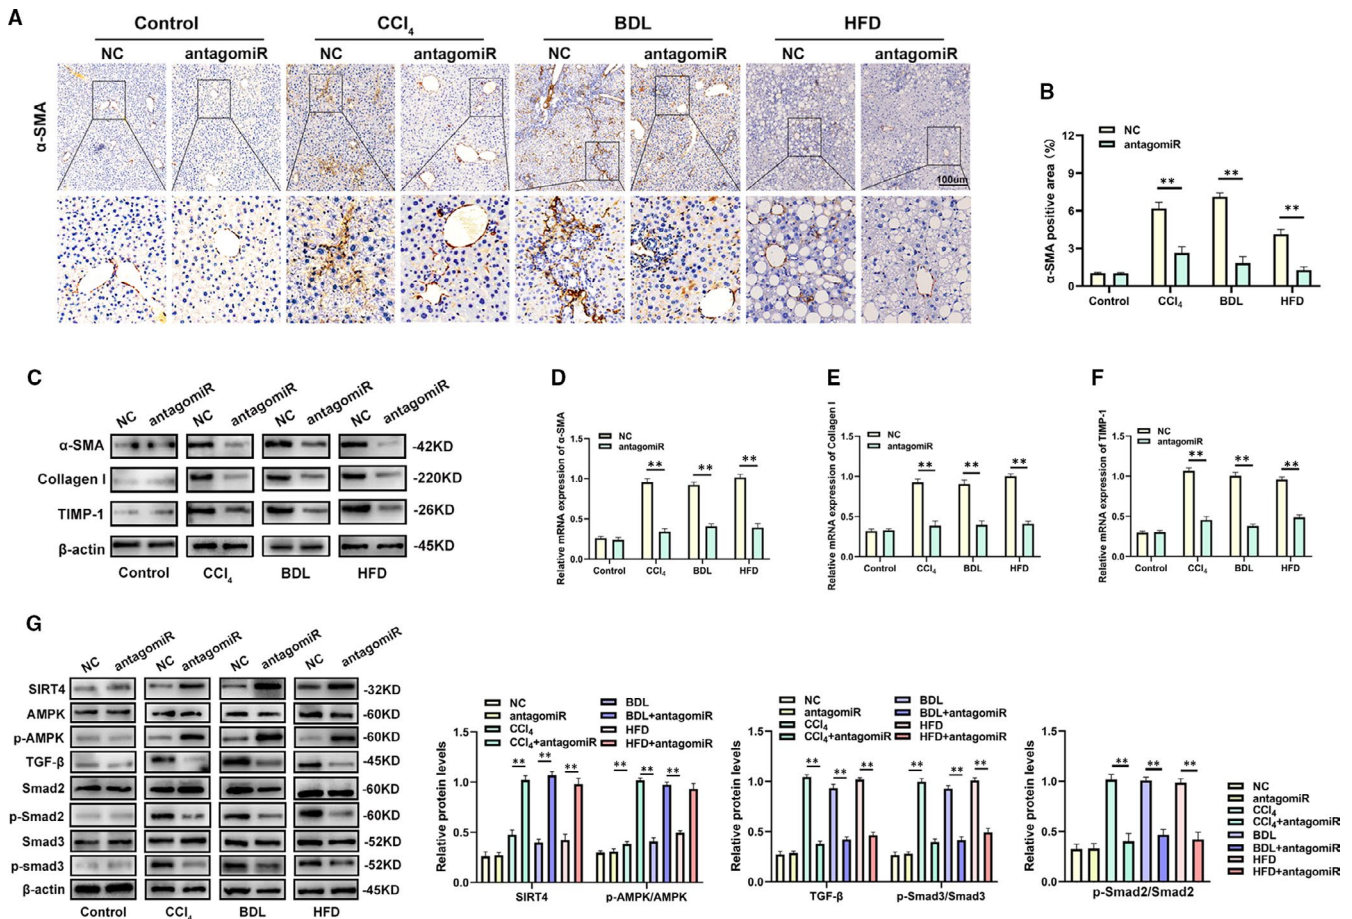 A
Control CCl4 BDL HFD
NC antagomiR NC antagomiR NC antagomiR NC antagomiR
α-SMA
100um
B
α-SMA positive area (%)
NC
antagomiR
12
9
6
3
0
** ** **
Control CCl4 BDL HFD
C
NC antagomiR NC antagomiR NC antagomiR NC antagomiR
α-SMA -42KD
Collagen I -220KD
TIMP-1 -26KD
β-actin -45KD
Control CCl4 BDL HFD
D
Relative mRNA expression of α-SMA
NC
antagomiR
1.5
1.0
0.5
0.0
** ** **
Control CCl4 BDL HFD
E
Relative mRNA expression of Collagen I
NC
antagomiR
1.5
1.0
0.5
0.0
** ** **
Control CCl4 BDL HFD
F
Relative mRNA expression of TIMP-1
NC
antagomiR
1.5
1.0
0.5
0.0
** ** **
Control CCl4 BDL HFD
G
NC antagomiR NC antagomiR NC antagomiR NC antagomiR
SIRT4 -32KD
AMPK -60KD
p-AMPK -60KD
TGF-β -45KD
Smad2 -60KD
p-Smad2 -60KD
Smad3 -52KD
p-smad3 -52KD
β-actin -45KD
Control CCl4 BDL HFD
Relative protein levels
NC BDL
antagomiR BDL+antagomiR
CCl4 HFD
CCl4+antagomiR HFD+antagomiR
1.5
1.0
0.5
0.0
** ** ** ** ** **
SIRT4 p-AMPK/AMPK
Relative protein levels
NC BDL
antagomiR BDL+antagomiR
CCl4 HFD
CCl4+antagomiR HFD+antagomiR
1.5
1.0
0.5
0.0
** ** ** ** ** **
TGF-β p-Smad3/Smad3
Relative protein levels
1.5
1.0
0.5
0.0
** ** **
p-Smad2/Smad2
NC
antagomiR
CCl4
CCl4+antagomiR
BDL
BDL+antagomiR
HFD
HFD+antagomiR